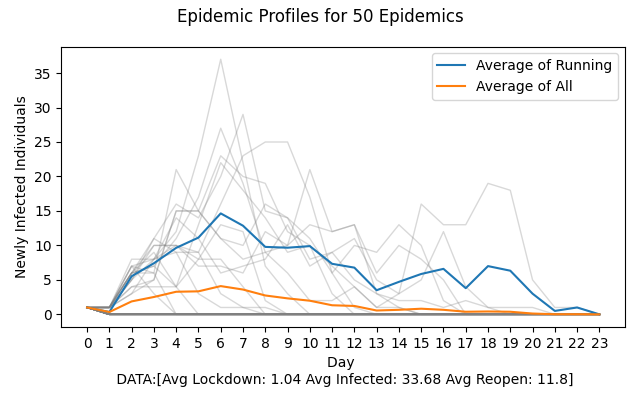 Epidemic Profiles for 50 Epidemics
Average of Running
Average of All
Newly Infected Individuals
35
30
25
20
15
10
5
0
0 1 2 3 4 5 6 7 8 9 10 11 12 13 14 15 16 17 18 19 20 21 22 23
Day
DATA:[Avg Lockdown: 1.04 Avg Infected: 33.68 Avg Reopen: 11.8]